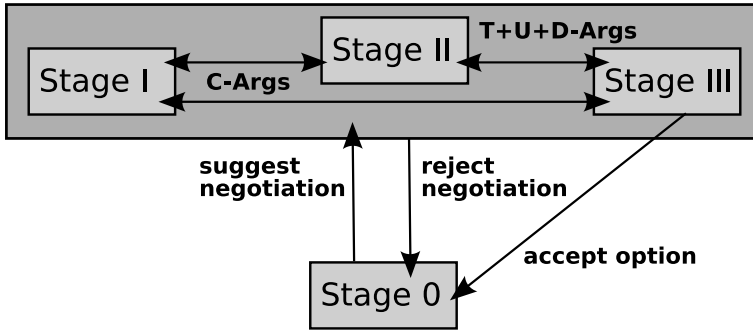 T+U+D-Args
Stage I
Stage II
Stage III
C-Args
suggest
negotiation
reject
negotiation
accept option
Stage 0